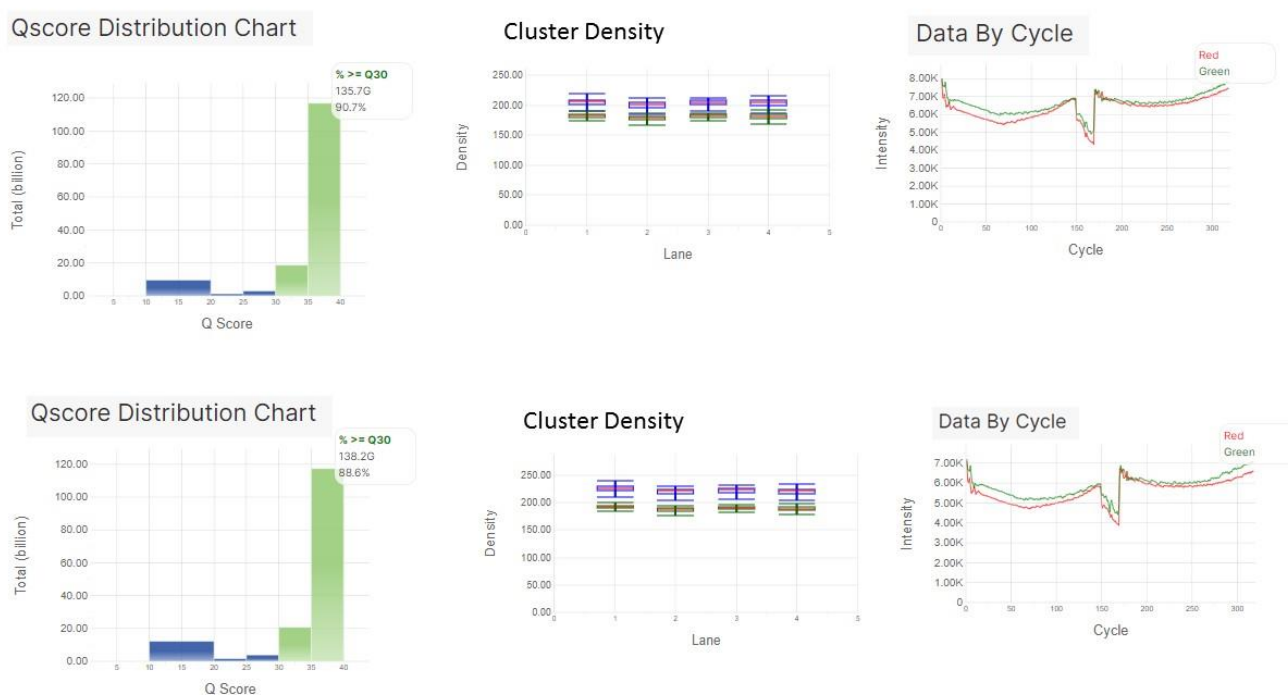 Qscore Distribution Chart
% >= Q30
135.7G
90.7%
120.00
100.00
80.00
60.00
40.00
20.00
0.00
Total (billion)
5 10 15 20 25 30 35 40
Q Score
Cluster Density
250.00
200.00
150.00
100.00
50.00
0.00
Density
0 1 2 3 4 5
Lane
Data By Cycle
Red
Green
8.00K
7.00K
6.00K
5.00K
4.00K
3.00K
2.00K
1.00K
0
Intensity
0 50 100 150 200 250 300
Cycle
Qscore Distribution Chart
% >= Q30
138.2G
88.6%
120.00
100.00
80.00
60.00
40.00
20.00
0.00
Total (billion)
5 10 15 20 25 30 35 40
Q Score
Cluster Density
250.00
200.00
150.00
100.00
50.00
0.00
Density
0 1 2 3 4 5
Lane
Data By Cycle
Red
Green
7.00K
6.00K
5.00K
4.00K
3.00K
2.00K
1.00K
0
Intensity
0 50 100 150 200 250 300
Cycle